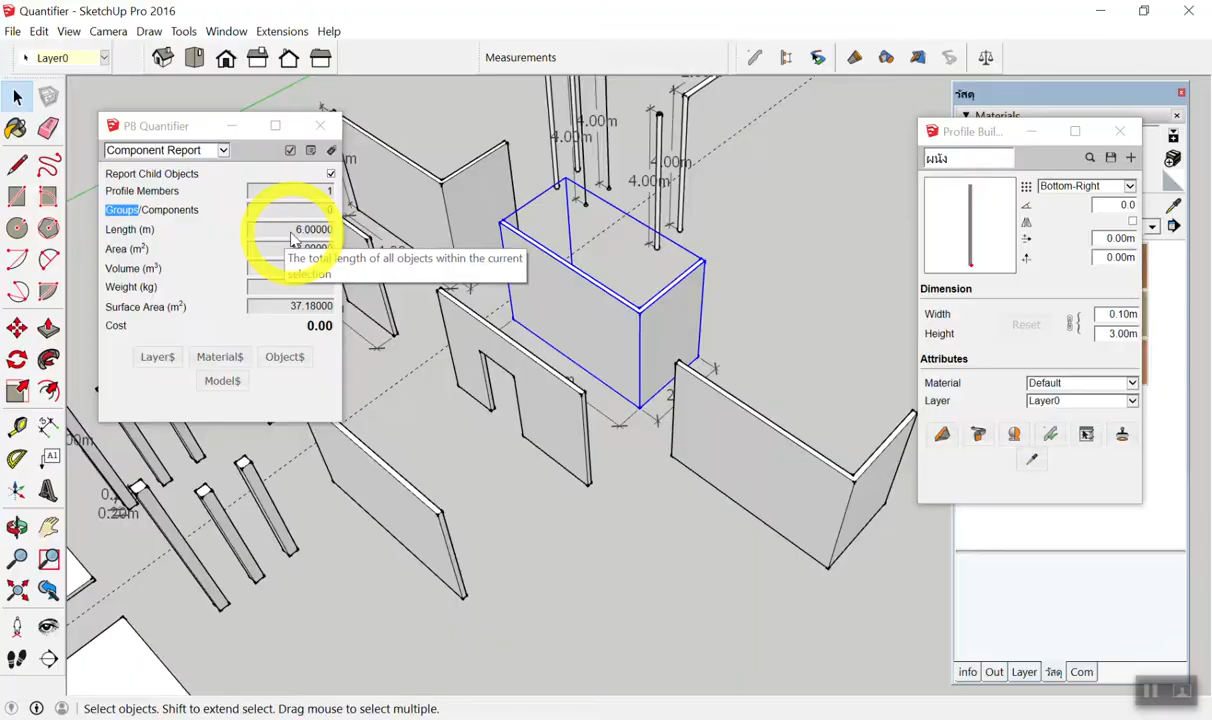 Quantifier - SketchUp Pro 2016
File Edit View Camera Draw Tools Window Extensions Help
Layer0
Measurements
PB Quantifier
Component Report
Report Child Objects
Profile Members 1
Groups/Components 0
Length (m) 6.00000
Area (m²)
Volume (m³)
Weight (kg)
Surface Area (m²) 37.18000
Cost 0.00
Layer$ Material$ Object$
Model$
The total length of all objects within the current
selection
4.00m
4.00m
4.00m
4.00m
0.20m
วัสดุ
Materials
Profile Buil...
ผนัง
Bottom-Right
0.0
0.00m
0.00m
Dimension
Width 0.10m
Reset
Height 3.00m
Attributes
Material Default
Layer Layer0
info Out Layer วัสดุ Com
Select objects. Shift to extend select. Drag mouse to select multiple.